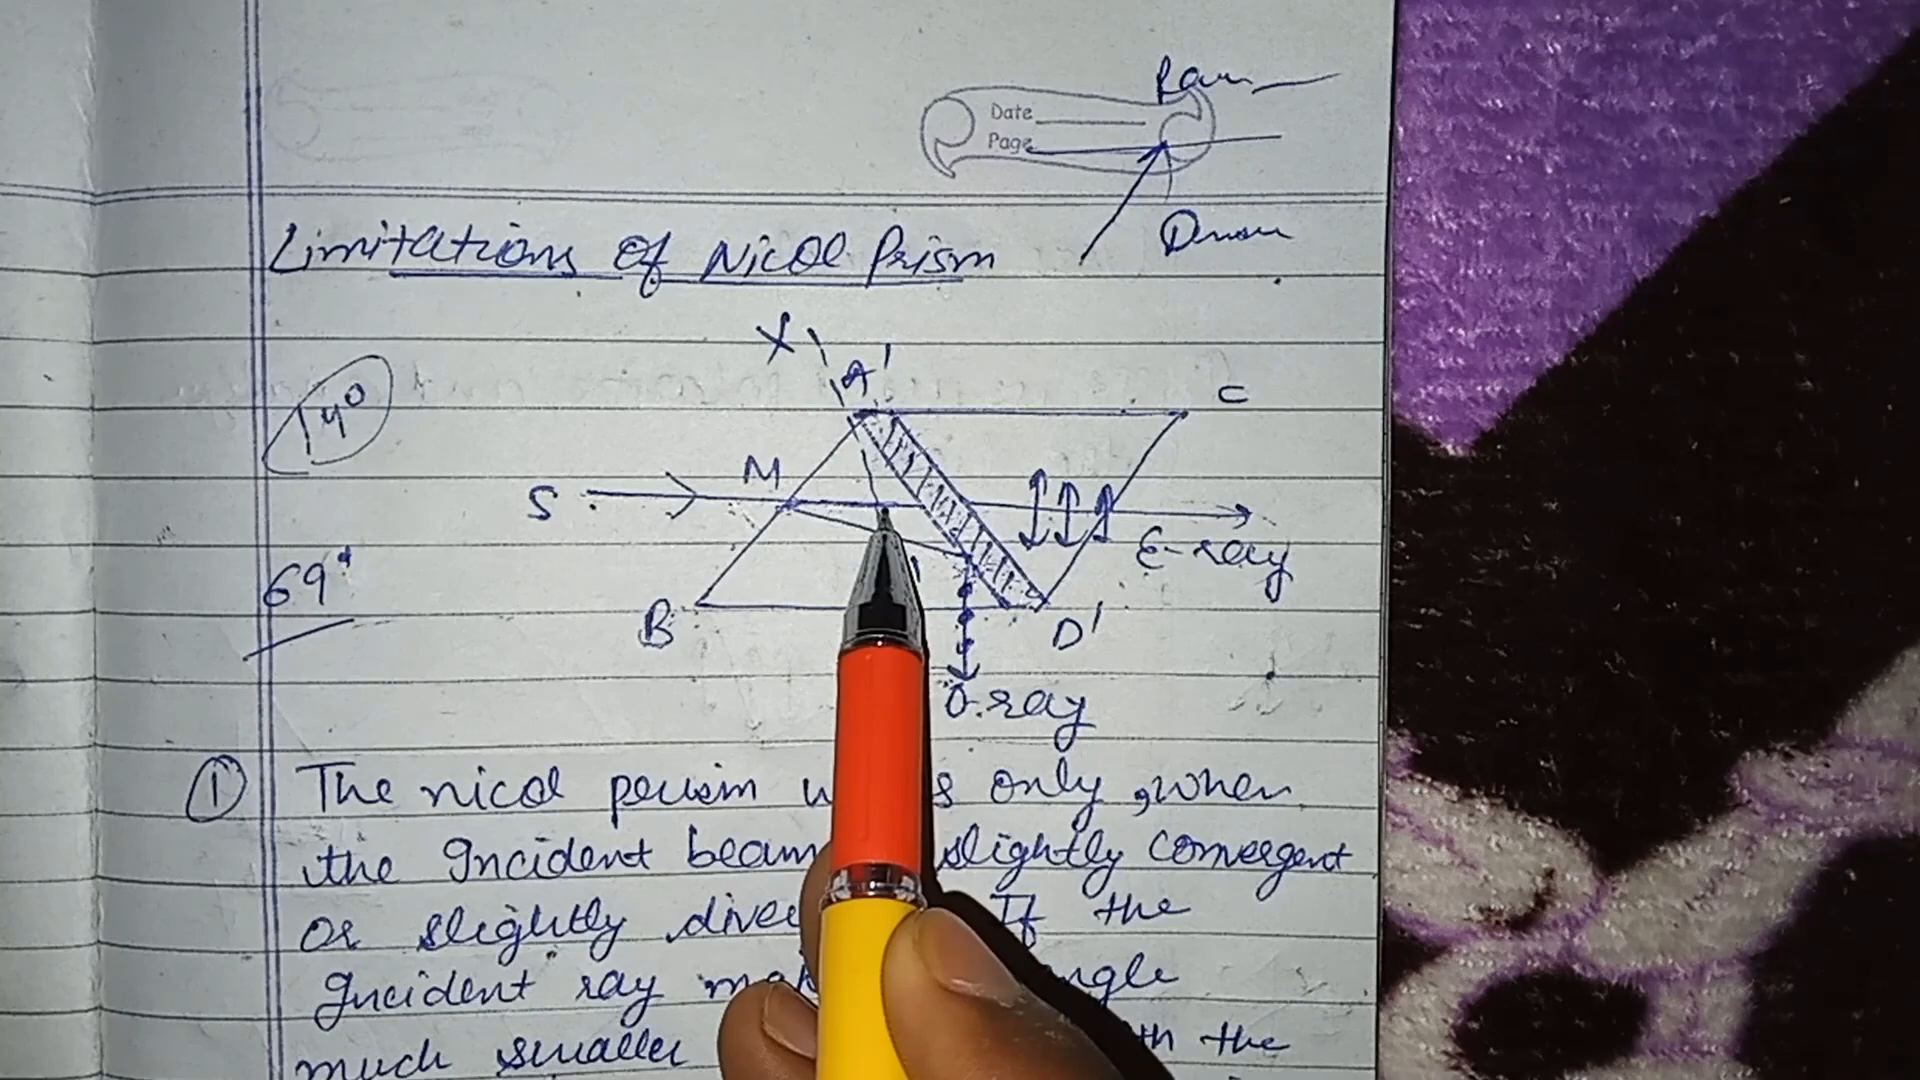 Date
Page
Limitations Of Nicol Prism
X
A'
C
14°
M
S
E-ray
69°
B
D'
O-ray
① The nicol prism only, when
the Incident beam slightly convergent
or slightly If the
Incident ray
much smaller the